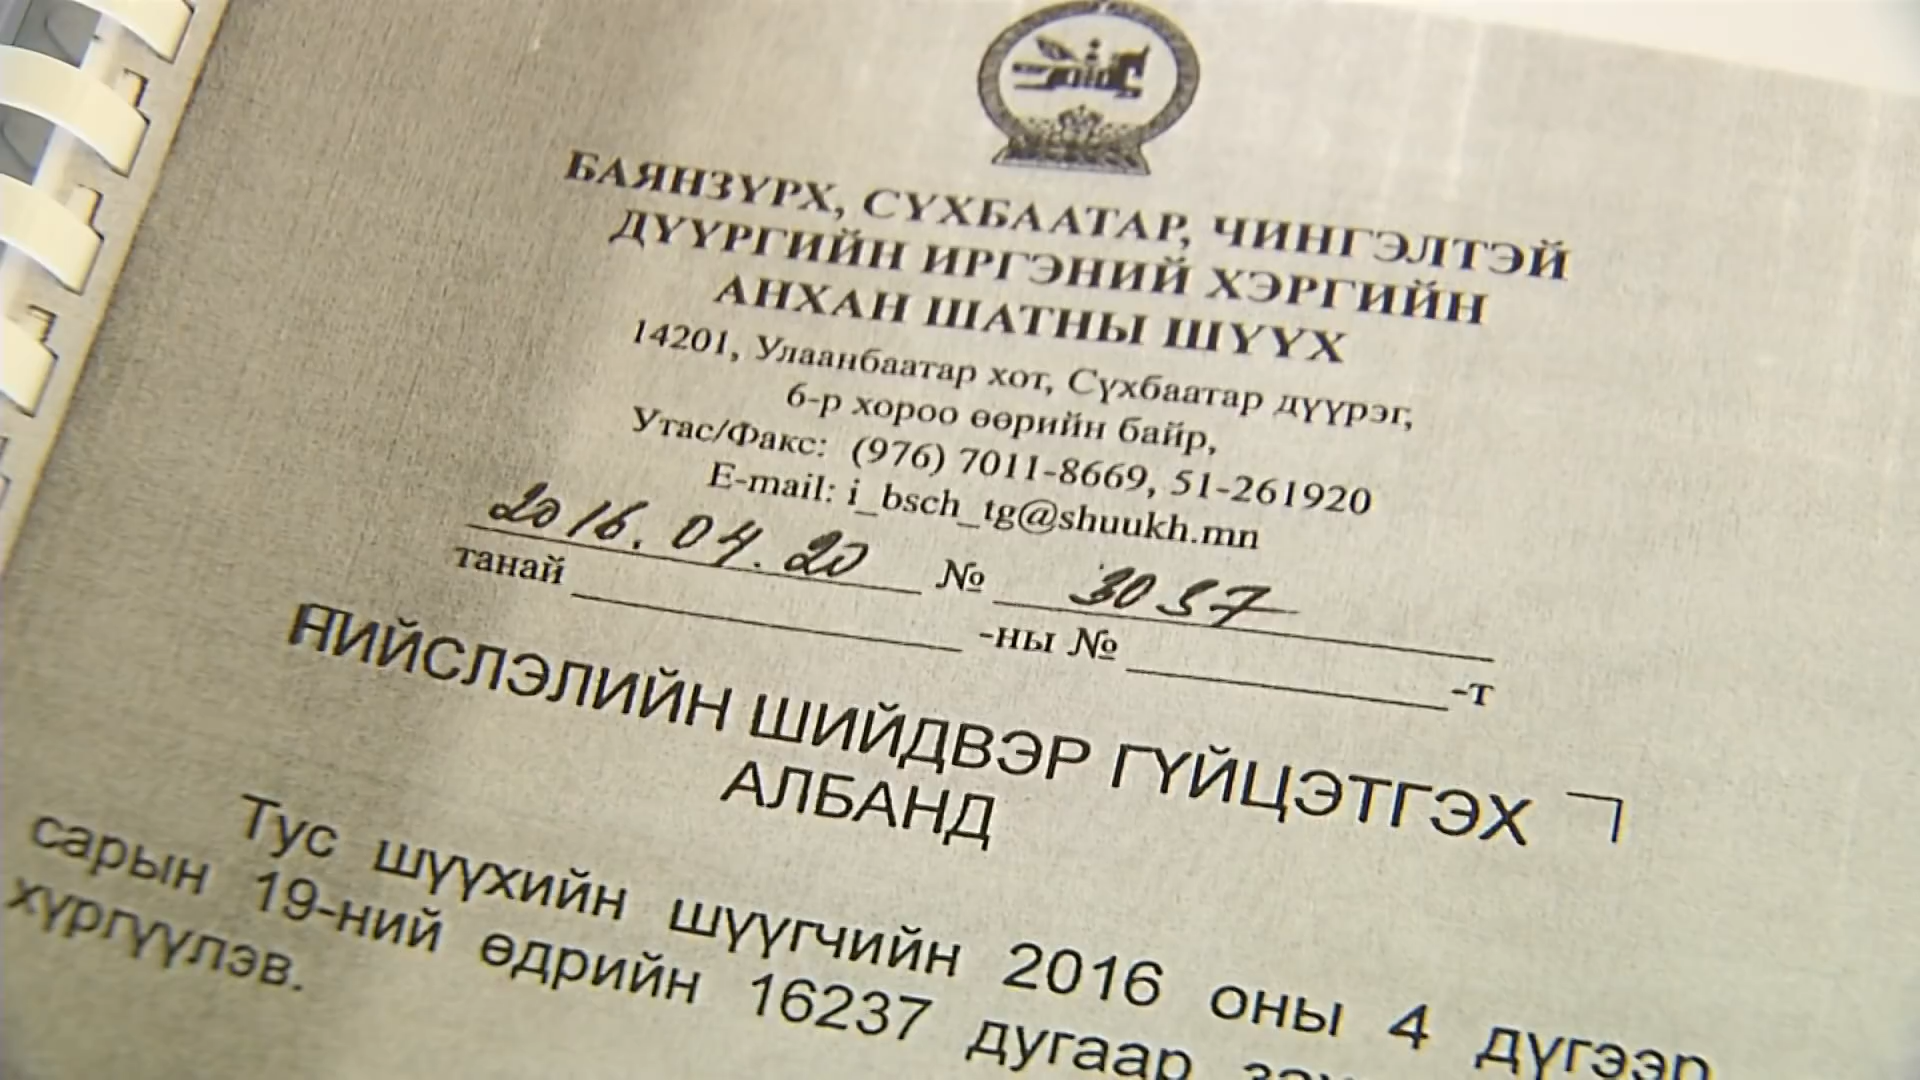 БАЯНЗҮРХ, СҮХБААТАР, ЧИНГЭЛТЭЙ
ДҮҮРГИЙН ИРГЭНИЙ ХЭРГИЙН
АНХАН ШАТНЫ ШҮҮХ
14201, Улаанбаатар хот, Сүхбаатар дүүрэг,
6-р хороо өөрийн байр,
Утас/Факс: (976) 7011-8669, 51-261920
E-mail: i_bsch_tg@shuukh.mn
2016.04.20 № 3037
танай -ны № -т
НИЙСЛЭЛИЙН ШИЙДВЭР ГҮЙЦЭТГЭХ
АЛБАНД
Тус шүүхийн шүүгчийн 2016 оны 4 дүгээр
сарын 19-ний өдрийн 16237 дугаар
хүргүүлэв.